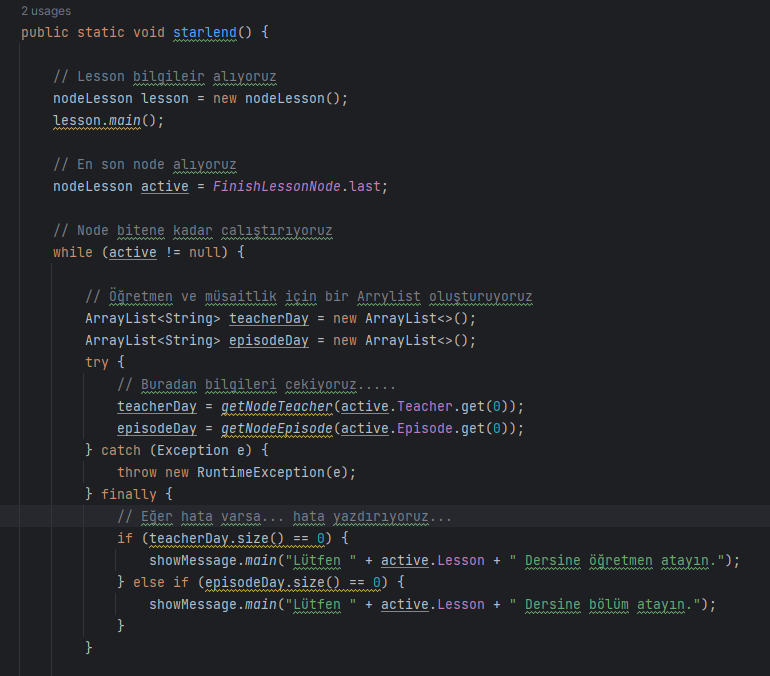 2 usages
public static void starlend() {
// Lesson bilgileir alıyoruz
nodeLesson lesson = new nodeLesson();
lesson.main();
// En son node alıyoruz
nodeLesson active = FinishLessonNode.last;
// Node bitene kadar calıştırıyoruz
while (active != null) {
// Öğretmen ve müsaitlik için bir Arrylist oluşturuyoruz
ArrayList<String> teacherDay = new ArrayList<>();
ArrayList<String> episodeDay = new ArrayList<>();
try {
// Buradan bilgileri cekiyoruz.....
teacherDay = getNodeTeacher(active.Teacher.get(0));
episodeDay = getNodeEpisode(active.Episode.get(0));
} catch (Exception e) {
throw new RuntimeException(e);
} finally {
// Eğer hata varsa... hata yazdırıyoruz...
if (teacherDay.size() == 0) {
showMessage.main("Lütfen " + active.Lesson + " Dersine öğretmen atayın.");
} else if (episodeDay.size() == 0) {
showMessage.main("Lütfen " + active.Lesson + " Dersine bölüm atayın.");
}
}